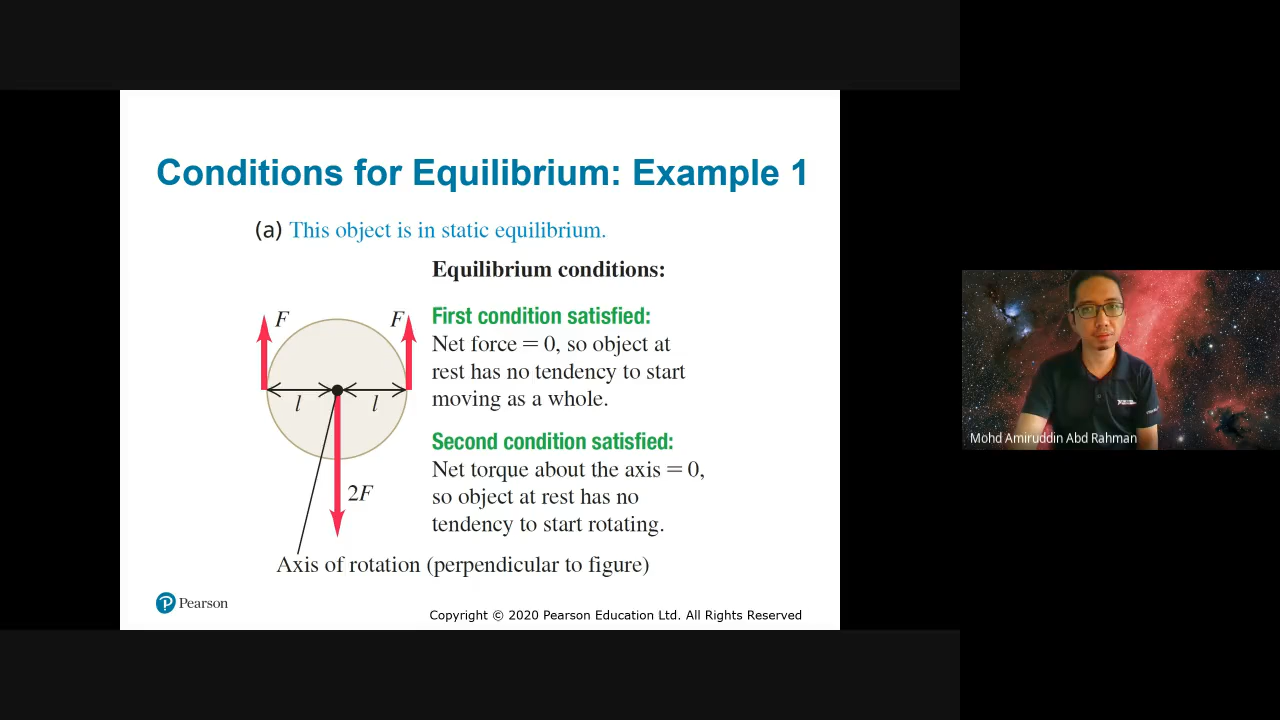 Conditions for Equilibrium: Example 1
(a) This object is in static equilibrium.
Equilibrium conditions:
F
F
First condition satisfied:
Net force = 0, so object at
rest has no tendency to start
moving as a whole.
l
l
Second condition satisfied:
Net torque about the axis = 0,
so object at rest has no
tendency to start rotating.
2F
Axis of rotation (perpendicular to figure)
P Pearson
Copyright © 2020 Pearson Education Ltd. All Rights Reserved
Mohd Amiruddin Abd Rahman